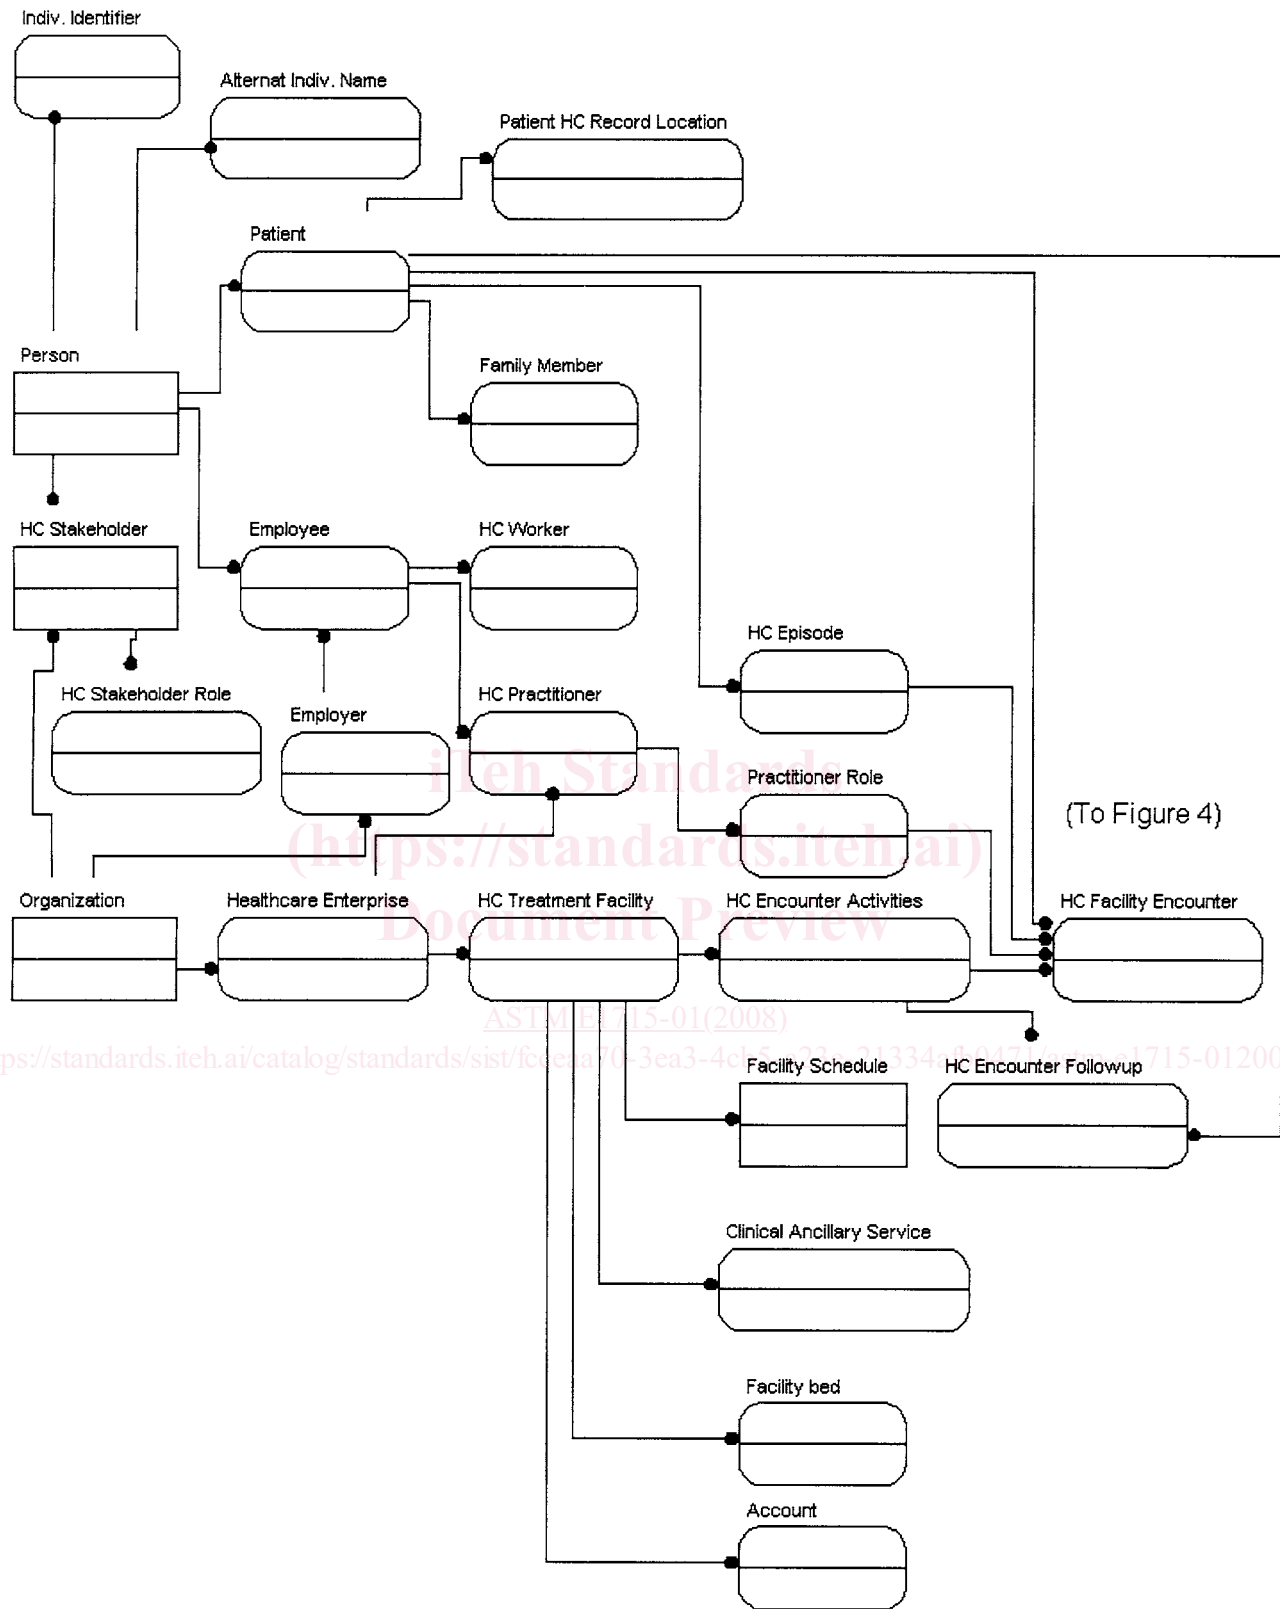 Indiv. Identifier
Alternat Indiv. Name
Patient HC Record Location
Patient
Person
Family Member
HC Stakeholder
Employee
HC Worker
HC Episode
HC Stakeholder Role
HC Practitioner
Employer
iTeh Standards
Practitioner Role
(To Figure 4)
(https://standards.iteh.ai)
Organization
Healthcare Enterprise
HC Treatment Facility
HC Encounter Activities
HC Facility Encounter
Document Preview
ASTM E1715-01(2008)
Facility Schedule
HC Encounter Followup
Clinical Ancillary Service
Facility bed
Account